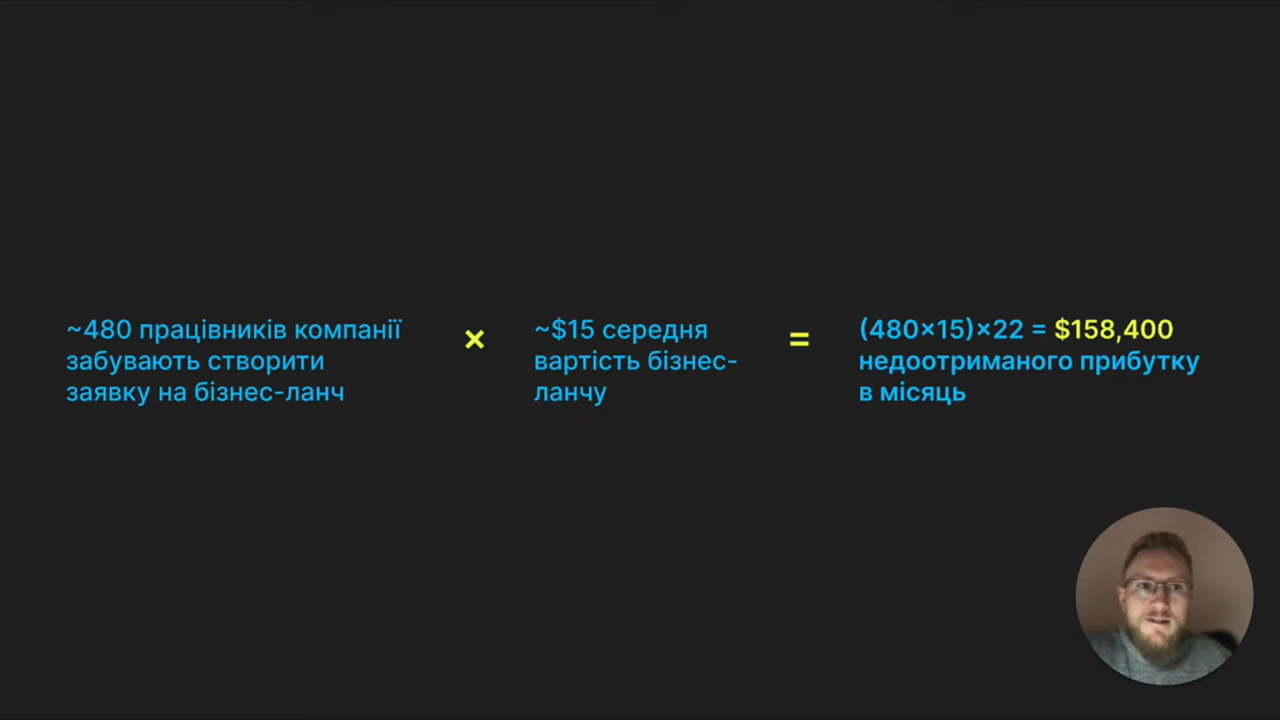 ~480 працівників компанії
забувають створити
заявку на бізнес-ланч
×
~$15 середня
вартість бізнес-
ланчу
=
(480×15)×22 = $158,400
недоотриманого прибутку
в місяць